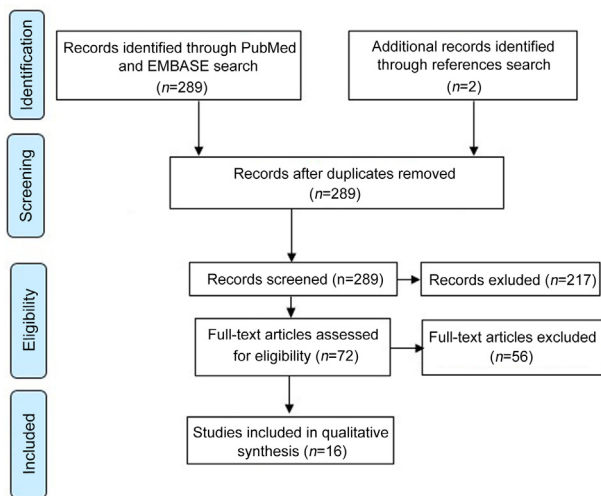 Identification
Records identified through PubMed
and EMBASE search
(n=289)
Additional records identified
through references search
(n=2)
Screening
Records after duplicates removed
(n=289)
Eligibility
Records screened (n=289)
Records exluded (n=217)
Full-text articles assessed
for eligibility (n=72)
Full-text articles excluded
(n=56)
Included
Studies included in qualitative
synthesis (n=16)